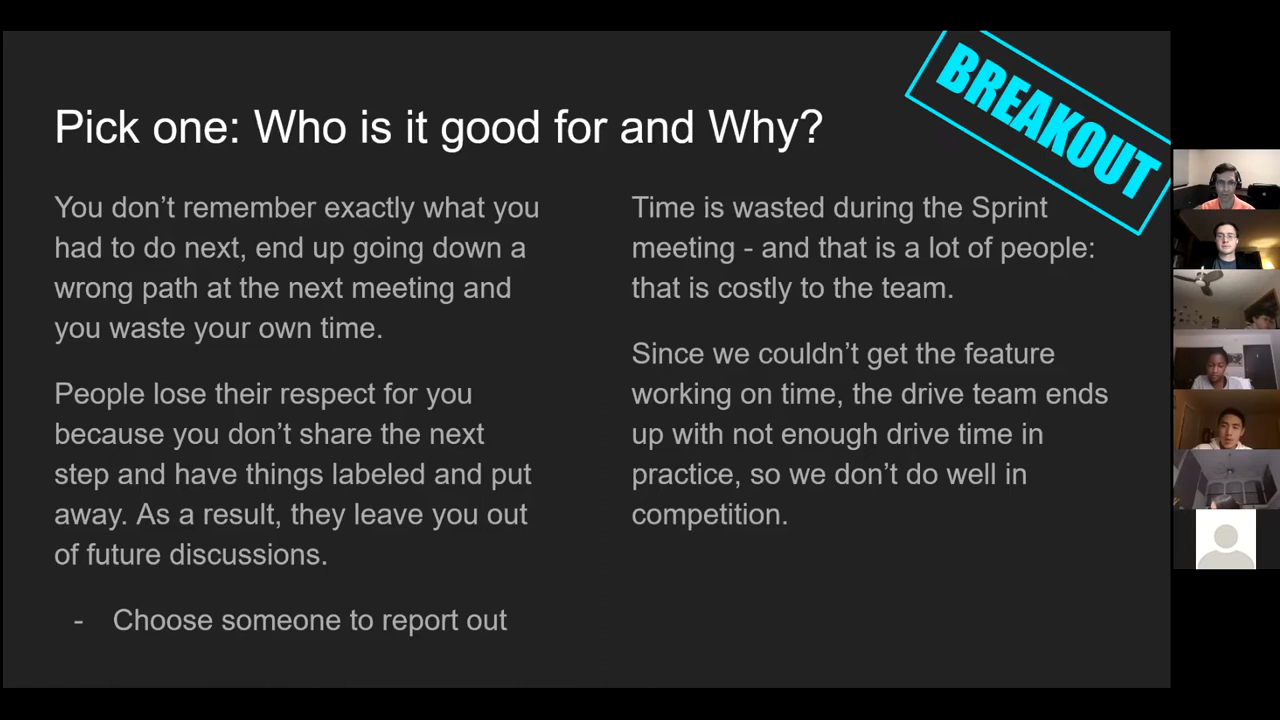 BREAKOUT
Pick one: Who is it good for and Why?
You don’t remember exactly what you
had to do next, end up going down a
wrong path at the next meeting and
you waste your own time.
People lose their respect for you
because you don’t share the next
step and have things labeled and put
away. As a result, they leave you out
of future discussions.
- Choose someone to report out
Time is wasted during the Sprint
meeting - and that is a lot of people:
that is costly to the team.
Since we couldn’t get the feature
working on time, the drive team ends
up with not enough drive time in
practice, so we don’t do well in
competition.